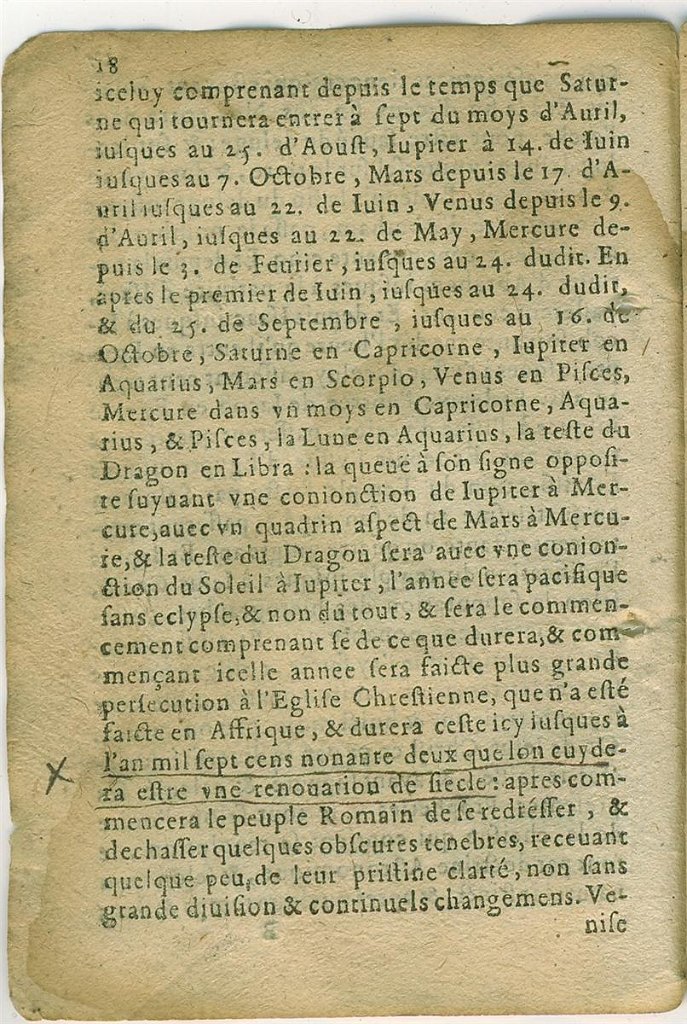 18
iceluy comprenant depuis le temps que Satur-
ne qui tournera entrer à ſept du moys d'Auril,
iuſques au 25. d'Aouſt, Iupiter à 14. de Iuin
iuſques au 7. Octobre, Mars depuis le 17. d'A-
uril iuſques au 22. de Iuin, Venus depuis le 9.
d'Auril, iuſques au 22. de May, Mercure de-
puis le 3. de Feurier, iuſques au 24. dudit. En
apres le premier de Iuin, iuſques au 24. dudit,
& du 25. de Septembre, iuſques au 16. de
Octobre, Saturne en Capricorne, Iupiter en
Aquarius, Mars en Scorpio, Venus en Piſces,
Mercure dans vn moys en Capricorne, Aqua-
rius, & Piſces, la Lune en Aquarius, la teſte du
Dragon en Libra : la queue à ſon ſigne oppoſi-
te ſuyuant vne conionction de Iupiter à Mer-
cure, auec vn quadrin aſpect de Mars à Mercu-
re, & la teſte du Dragon ſera auec vne conion-
ction du Soleil à Iupiter, l'annee ſera pacifique
ſans eclypſe, & non du tout, & ſera le commen-
cement comprenant ſe de ce que durera, & com-
mençant icelle annee ſera faicte plus grande
perſecution à l'Egliſe Chreſtienne, que n'a eſté
faicte en Affrique, & durera ceſte icy iuſques à
l'an mil ſept cens nonante deux que lon cuyde-
ra eſtre vne renouation de ſiecle : apres com-
mencera le peuple Romain de ſe redreſſer, &
dechaſſer quelques obſcures tenebres, receuant
quelque peu de leur priſtine clarté, non ſans
grande diuiſion & continuels changemens. Ve-
niſe